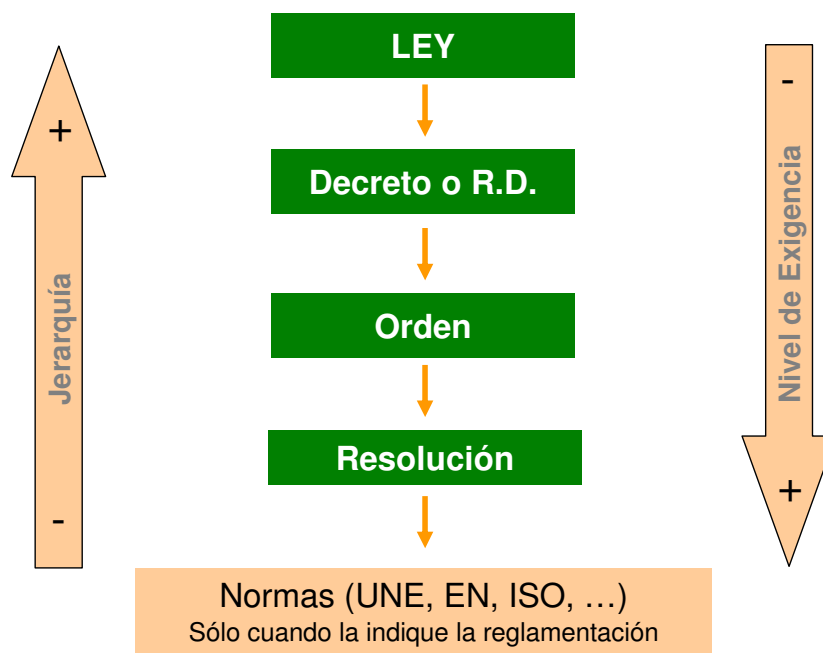 LEY
+
-
Decreto o R.D.
Jerarquía
Nivel de Exigencia
Orden
Resolución
-
+
Normas (UNE, EN, ISO, …)
Sólo cuando la indique la reglamentación